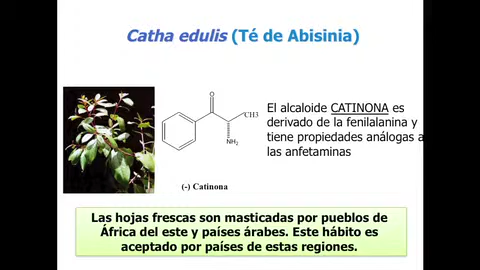 Catha edulis (Té de Abisinia)
O
CH3
NH2
El alcaloide CATINONA es
derivado de la fenilalanina y
tiene propiedades análogas a
las anfetaminas
(-) Catinona
Las hojas frescas son masticadas por pueblos de
África del este y países árabes. Este hábito es
aceptado por países de estas regiones.